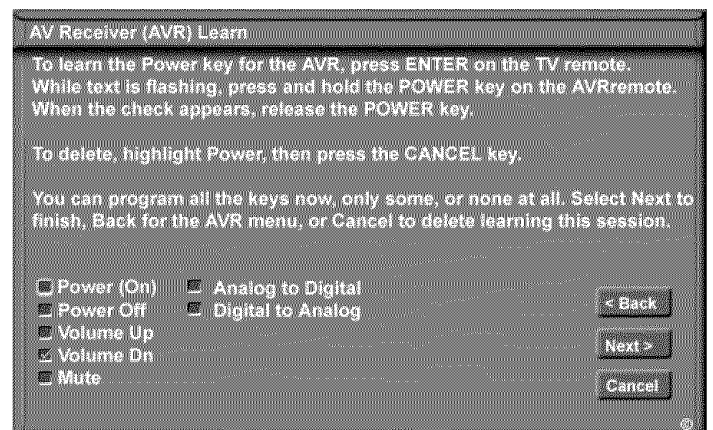 AV Receiver (AVR) Learn
To learn the Power key for the AVR, press ENTER on the TV remote.
While text is flashing, press and hold the POWER key on the AVRremote.
When the check appears, release the POWER key.
To delete, highlight Power, then press the CANCEL key.
You can program all the keys now, only some, or none at all. Select Next to
finish, Back for the AVR menu, or Cancel to delete learning this session.
Power (On) Analog to Digital
Power Off Digital to Analog
Volume Up
Volume Dn
Mute
< Back
Next >
Cancel